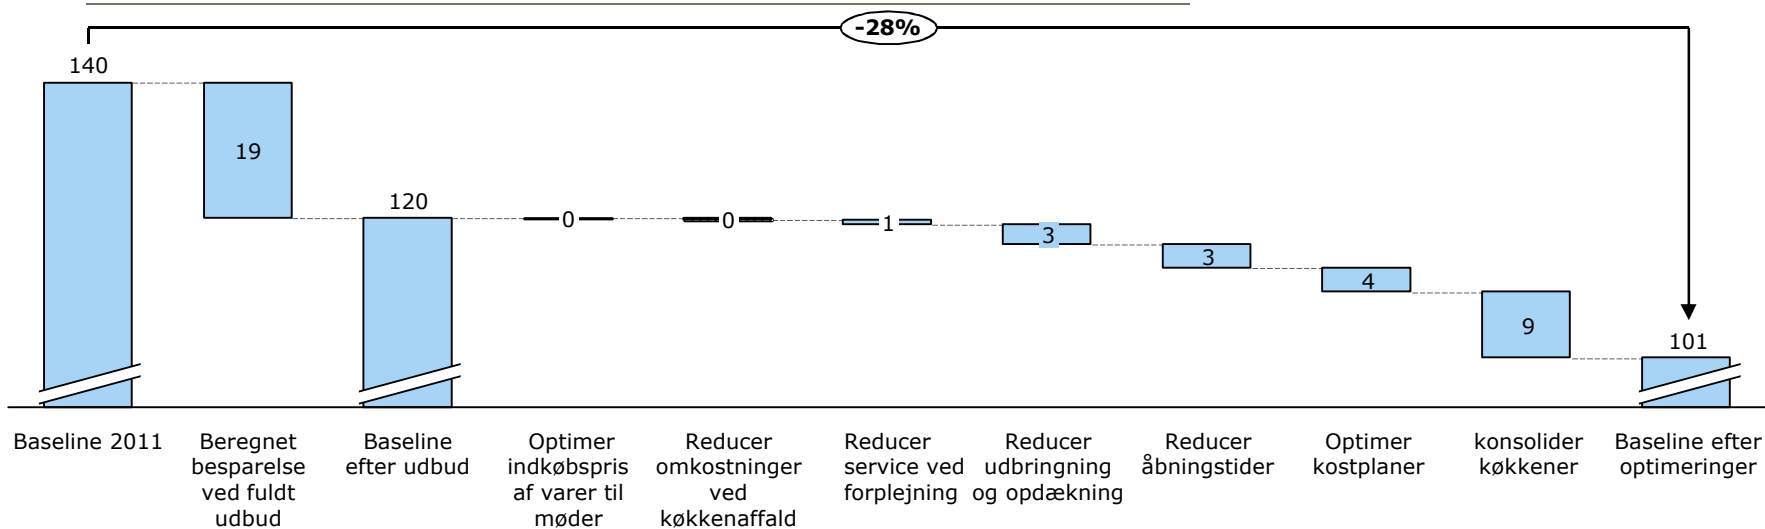 -28%
140
19
120
0
0
1
3
3
4
9
101
Baseline 2011
Beregnet
besparelse
ved fuldt
udbud
Baseline
efter udbud
Optimer
indkøbspris
af varer til
møder
Reducer
omkostninger
ved
køkkenaffald
Reducer
service ved
forplejning
Reducer
udbringning
og opdækning
Reducer
åbningstider
Optimer
kostplaner
konsolider
køkkener
Baseline efter
optimeringer